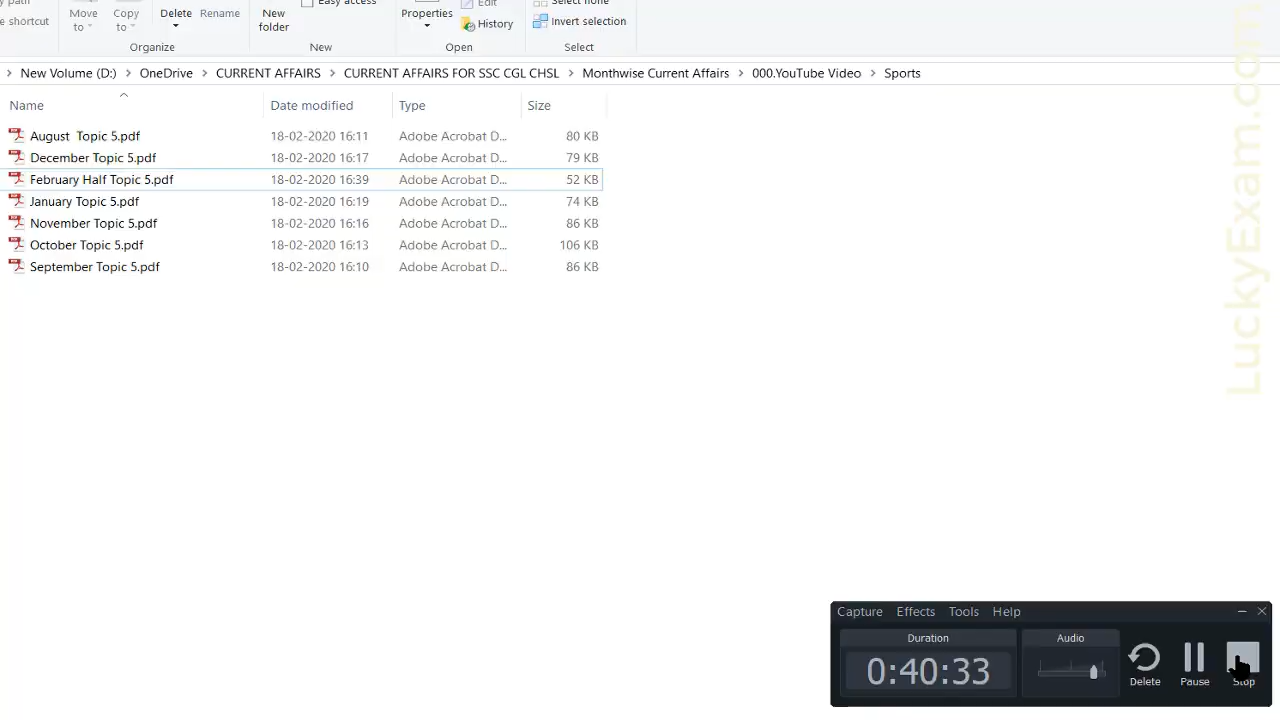 y path
e shortcut
Move to
Copy to
Delete
Rename
Organize
New folder
Easy access
New
Properties
Edit
History
Open
Select none
Invert selection
Select
New Volume (D:) > OneDrive > CURRENT AFFAIRS > CURRENT AFFAIRS FOR SSC CGL CHSL > Monthwise Current Affairs > 000.YouTube Video > Sports
Name Date modified Type Size
August  Topic 5.pdf 18-02-2020 16:11 Adobe Acrobat D... 80 KB
December Topic 5.pdf 18-02-2020 16:17 Adobe Acrobat D... 79 KB
February Half Topic 5.pdf 18-02-2020 16:39 Adobe Acrobat D... 52 KB
January Topic 5.pdf 18-02-2020 16:19 Adobe Acrobat D... 74 KB
November Topic 5.pdf 18-02-2020 16:16 Adobe Acrobat D... 86 KB
October Topic 5.pdf 18-02-2020 16:13 Adobe Acrobat D... 106 KB
September Topic 5.pdf 18-02-2020 16:10 Adobe Acrobat D... 86 KB
LuckyExam.com
Capture Effects Tools Help
Duration
0:40:33
Audio
Delete
Pause
Stop